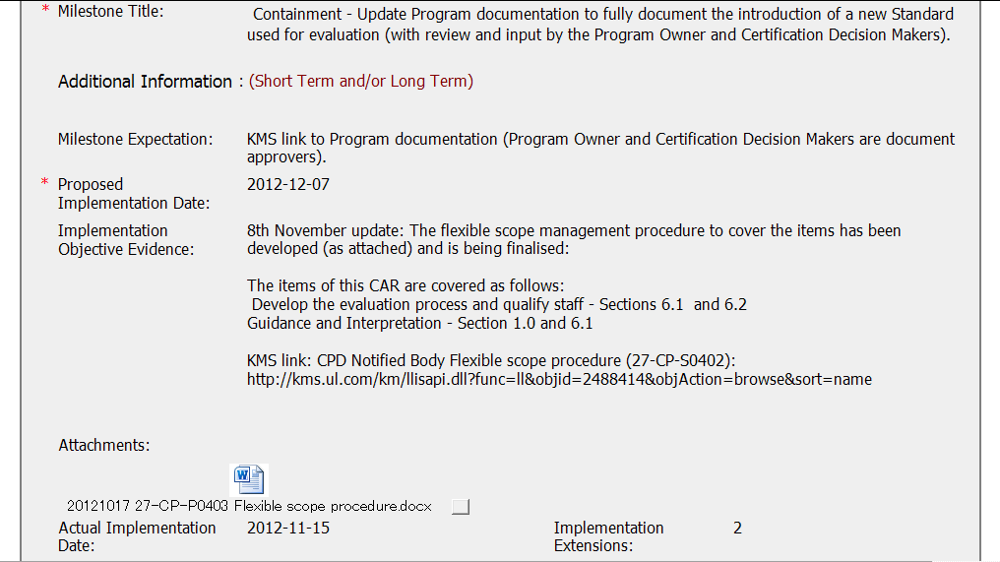 * Milestone Title: Containment - Update Program documentation to fully document the introduction of a new Standard
used for evaluation (with review and input by the Program Owner and Certification Decision Makers).
Additional Information : (Short Term and/or Long Term)
Milestone Expectation: KMS link to Program documentation (Program Owner and Certification Decision Makers are document
approvers).
* Proposed
Implementation Date: 2012-12-07
Implementation
Objective Evidence: 8th November update: The flexible scope management procedure to cover the items has been
developed (as attached) and is being finalised:
The items of this CAR are covered as follows:
Develop the evaluation process and qualify staff - Sections 6.1 and 6.2
Guidance and Interpretation - Section 1.0 and 6.1
KMS link: CPD Notified Body Flexible scope procedure (27-CP-S0402):
http://kms.ul.com/km/llisapi.dll?func=ll&objid=2488414&objAction=browse&sort=name
Attachments:
W
20121017 27-CP-P0403 Flexible scope procedure.docx
Actual Implementation
Date: 2012-11-15
Implementation
Extensions: 2